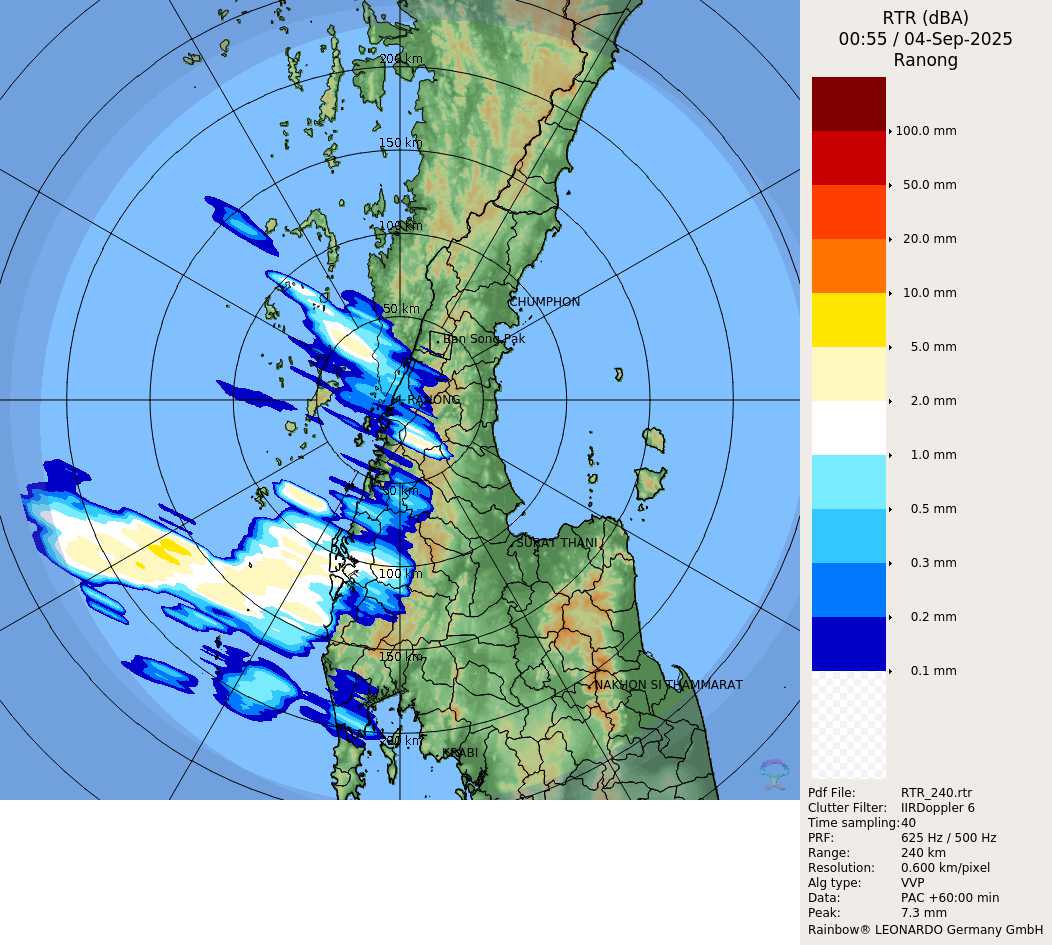 RTR (dBA)
00:55 / 04-Sep-2025
Ranong
100.0 mm
50.0 mm
20.0 mm
10.0 mm
5.0 mm
2.0 mm
1.0 mm
0.5 mm
0.3 mm
0.2 mm
0.1 mm
200 km
150 km
100 km
50 km
CHUMPHON
Ban Song Pak
RANONG
50 km
SURAT THANI
100 km
150 km
NAKHON SI THAMMARAT
200 km
KRABI
Pdf File: RTR_240.rtr
Clutter Filter: IIRDoppler 6
Time sampling:40
PRF: 625 Hz / 500 Hz
Range: 240 km
Resolution: 0.600 km/pixel
Alg type: VVP
Data: PAC +60:00 min
Peak: 7.3 mm
Rainbow® LEONARDO Germany GmbH